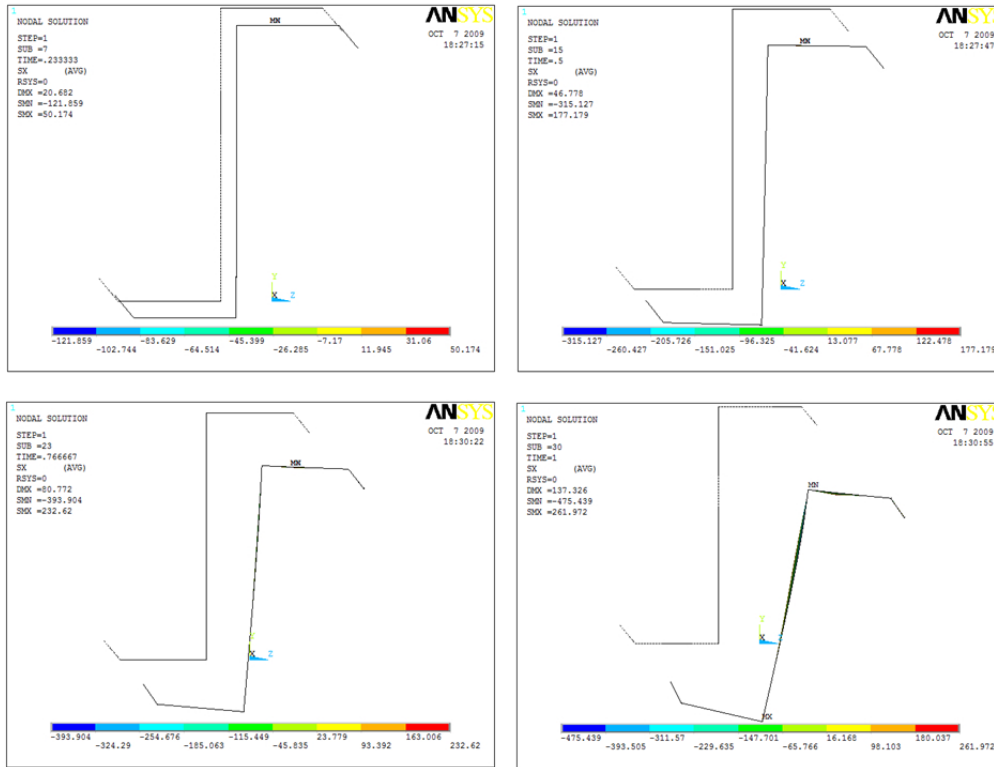 1
NODAL SOLUTION
STEP=1
SUB =7
TIME=.233333
SX (AVG)
RSYS=0
DMX =20.682
SMN =-121.859
SMX =50.174
ANSYS
OCT 7 2009
18:27:15
MN
Y
X Z
-121.859 -83.629 -45.399 -7.17 31.06
-102.744 -64.514 -26.285 11.945 50.174
1
NODAL SOLUTION
STEP=1
SUB =15
TIME=.5
SX (AVG)
RSYS=0
DMX =46.778
SMN =-315.127
SMX =177.179
ANSYS
OCT 7 2009
18:27:47
Y
X Z
-315.127 -205.726 -96.325 13.077 122.478
-260.427 -151.025 -41.624 67.778 177.179
1
NODAL SOLUTION
STEP=1
SUB =23
TIME=.766667
SX (AVG)
RSYS=0
DMX =80.772
SMN =-393.904
SMX =232.62
ANSYS
OCT 7 2009
18:30:22
X Z
-393.904 -254.676 -115.449 23.779 163.006
-324.29 -185.063 -45.835 93.392 232.62
1
NODAL SOLUTION
STEP=1
SUB =30
TIME=1
SX (AVG)
RSYS=0
DMX =137.326
SMN =-475.439
SMX =261.972
ANSYS
OCT 7 2009
18:30:55
MN
Y
X Z
MX
-475.439 -311.57 -147.701 16.168 180.037
-393.505 -229.635 -65.766 98.103 261.972